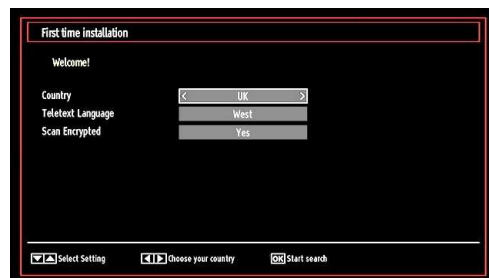 First time installation
Welcome!
Country < UK >
Teletext Language West
Scan Encrypted Yes
Select Setting Choose your country OK Start search